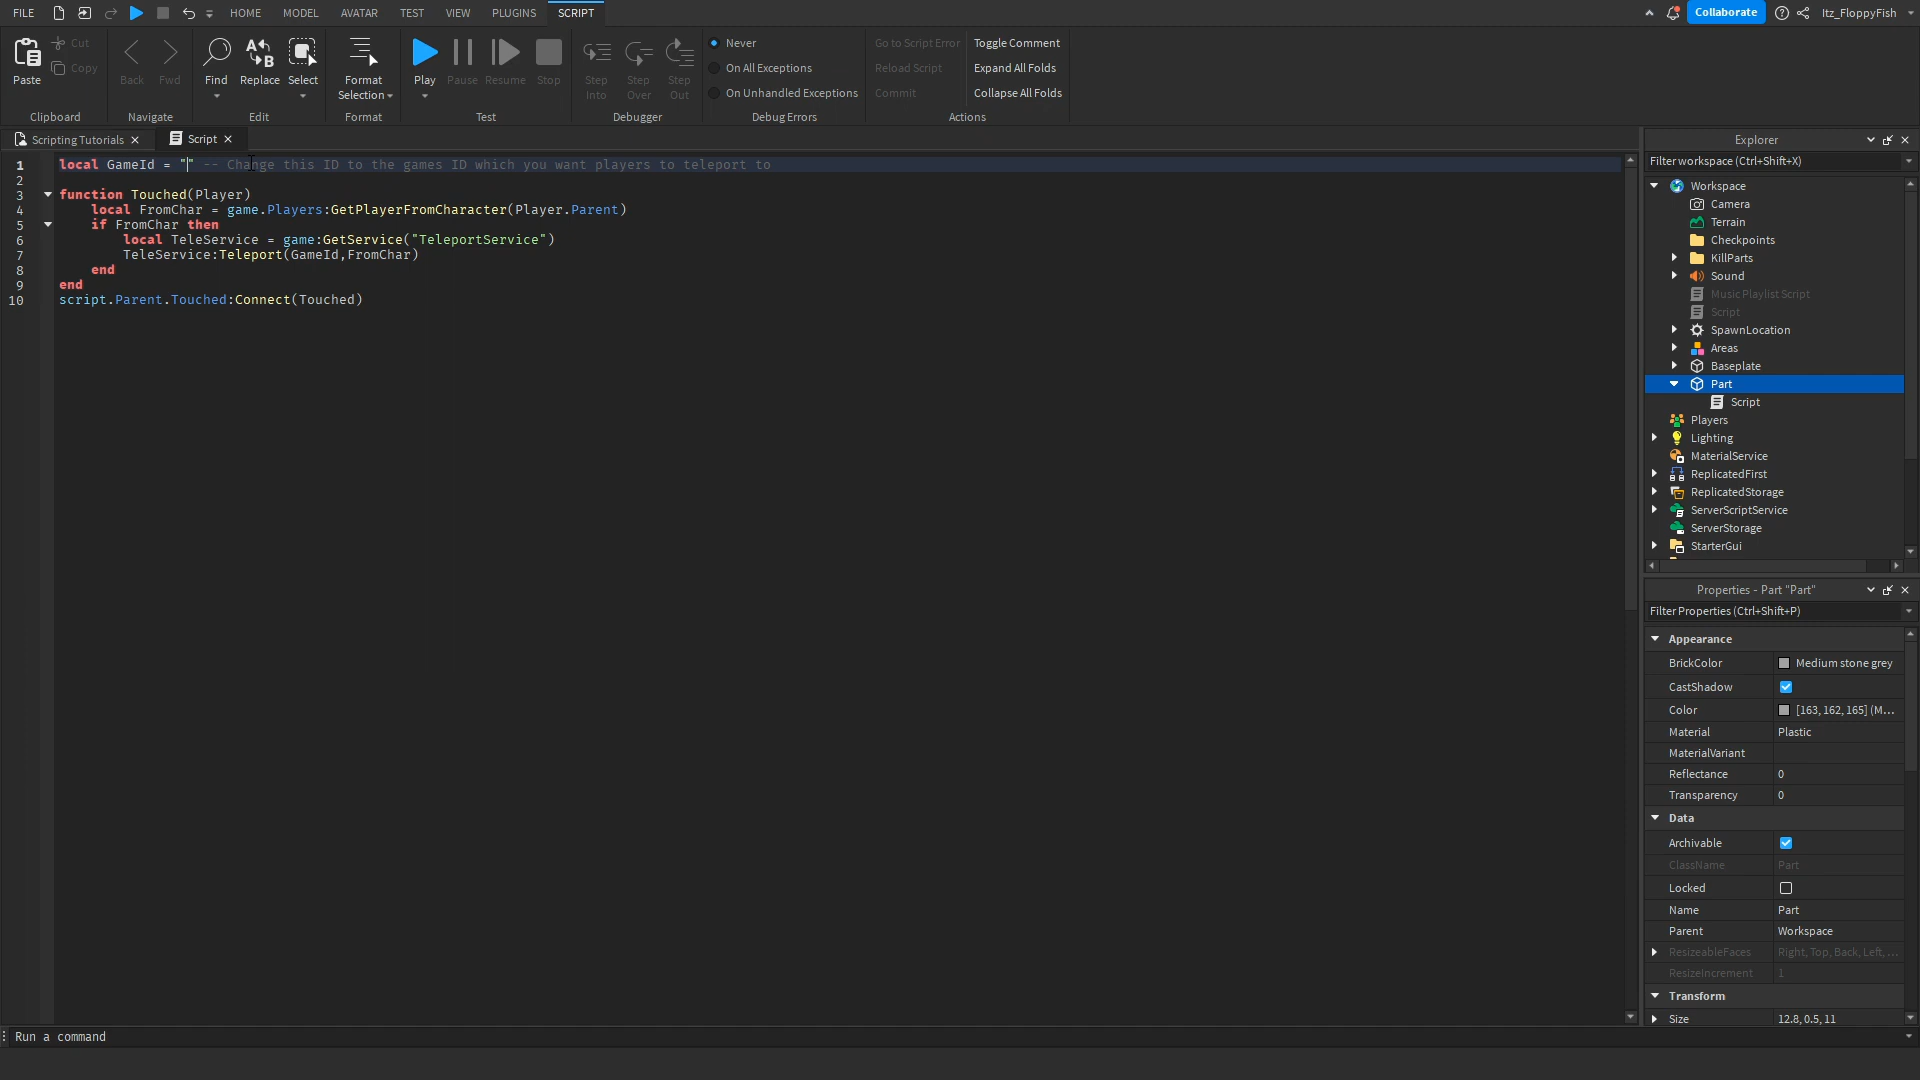 FILE HOME MODEL AVATAR TEST VIEW PLUGINS SCRIPT Collaborate Itz_FloppyFish
Paste Cut Copy
Clipboard
Back Fwd
Navigate
Find Replace Select
Edit
Format Selection
Format
Play Pause Resume Stop
Test
Step Into Step Over Step Out
Debugger
Never
On All Exceptions
On Unhandled Exceptions
Debug Errors
Go to Script Error Toggle Comment
Reload Script Expand All Folds
Commit Collapse All Folds
Actions
Scripting Tutorials Script
1 local GameId = "" -- Change this ID to the games ID which you want players to teleport to
2
3 function Touched(Player)
4 local FromChar = game.Players:GetPlayerFromCharacter(Player.Parent)
5 if FromChar then
6 local TeleService = game:GetService("TeleportService")
7 TeleService:Teleport(GameId,FromChar)
8 end
9 end
10 script.Parent.Touched:Connect(Touched)
Explorer
Filter workspace (Ctrl+Shift+X)
Workspace
Camera
Terrain
Checkpoints
KillParts
Sound
Music Playlist Script
Script
SpawnLocation
Areas
Baseplate
Part
Script
Players
Lighting
MaterialService
ReplicatedFirst
ReplicatedStorage
ServerScriptService
ServerStorage
StarterGui
Properties - Part "Part"
Filter Properties (Ctrl+Shift+P)
Appearance
BrickColor Medium stone grey
CastShadow
Color [163, 162, 165] (M...
Material Plastic
MaterialVariant
Reflectance 0
Transparency 0
Data
Archivable
ClassName Part
Locked
Name Part
Parent Workspace
ResizeableFaces Right, Top, Back, Left, ...
ResizeIncrement 1
Transform
Size 12.8, 0.5, 11
Run a command